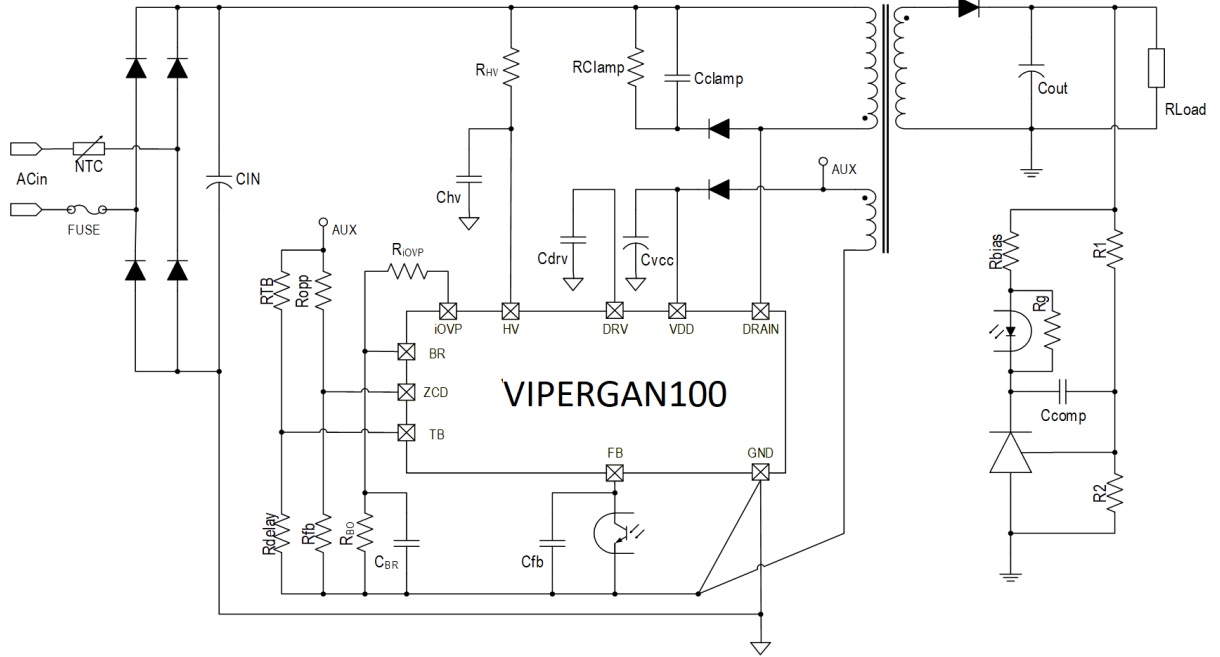 RHV
RClamp
Cclamp
Cout
RLoad
NTC
ACin
CIN
FUSE
Chv
AUX
AUX
RiOVP
Cdrv
Cvcc
Rbias
R1
RTB
Ropp
Rg
iOVP
HV
DRV
VDD
DRAIN
BR
VIPERGAN100
ZCD
Ccomp
TB
FB
GND
R2
Rdelay
Rfb
RBO
CBR
Cfb